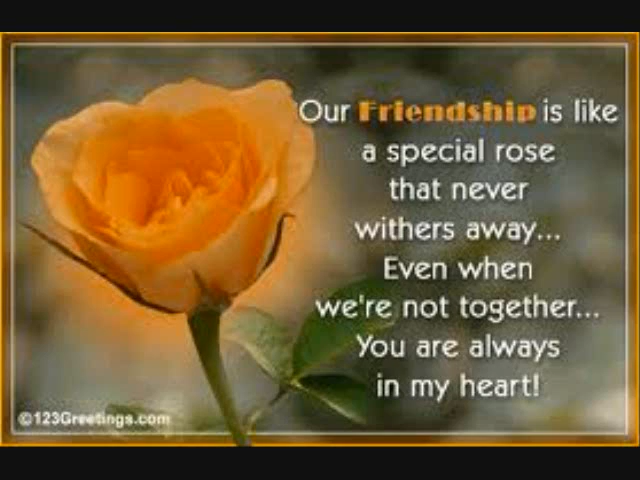 Our Friendship is like
a special rose
that never
withers away...
Even when
we're not together...
You are always
in my heart!
©123Greetings.com